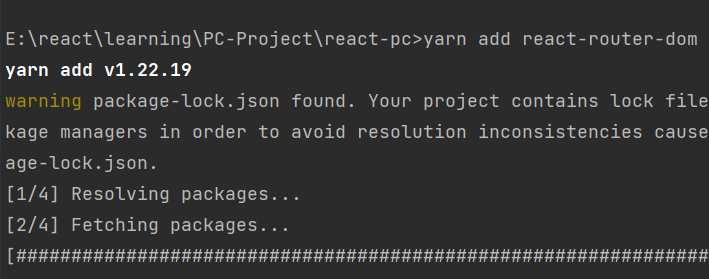 E:\react\learning\PC-Project\react-pc>yarn add react-router-dom
yarn add v1.22.19
warning package-lock.json found. Your project contains lock file
kage managers in order to avoid resolution inconsistencies cause
age-lock.json.
[1/4] Resolving packages...
[2/4] Fetching packages...
[################################################################